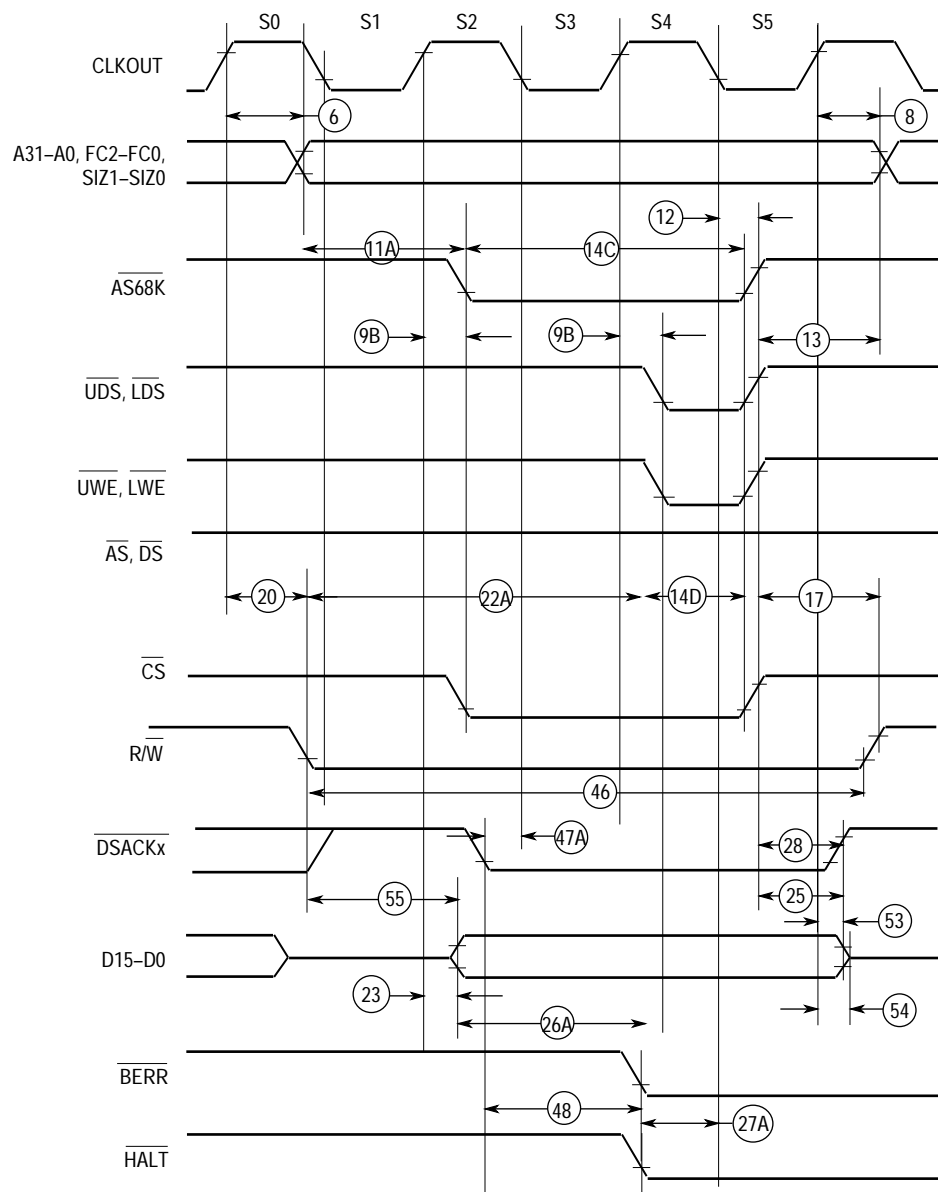 S0 S1 S2 S3 S4 S5
CLKOUT
6 8
A31–A0, FC2–FC0,
SIZ1–SIZ0
12
11A 14C
AS68K
9B 9B 13
UDS, LDS
UWE, LWE
AS, DS
20 22A 14D 17
CS
R/W
46
DSACKx
47A 28
55 25
53
D15–D0
23 26A 54
BERR
48 27A
HALT